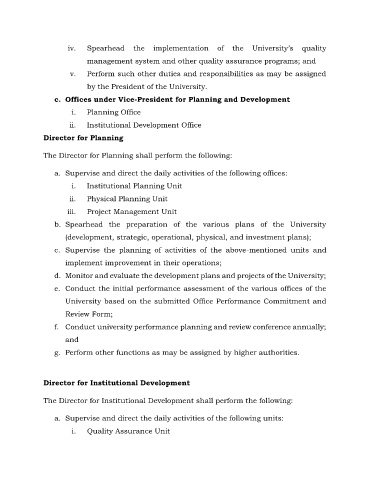 iv. Spearhead the implementation of the University's quality
management system and other quality assurance programs; and
v. Perform such other duties and responsibilities as may be assigned
by the President of the University.
c. Offices under Vice-President for Planning and Development
i. Planning Office
ii. Institutional Development Office
Director for Planning
The Director for Planning shall perform the following:
a. Supervise and direct the daily activities of the following offices:
i. Institutional Planning Unit
ii. Physical Planning Unit
iii. Project Management Unit
b. Spearhead the preparation of the various plans of the University
(development, strategic, operational, physical, and investment plans);
c. Supervise the planning of activities of the above-mentioned units and
implement improvement in their operations;
d. Monitor and evaluate the development plans and projects of the University;
e. Conduct the initial performance assessment of the various offices of the
University based on the submitted Office Performance Commitment and
Review Form;
f. Conduct university performance planning and review conference annually;
and
g. Perform other functions as may be assigned by higher authorities.
Director for Institutional Development
The Director for Institutional Development shall perform the following:
a. Supervise and direct the daily activities of the following units:
i. Quality Assurance Unit